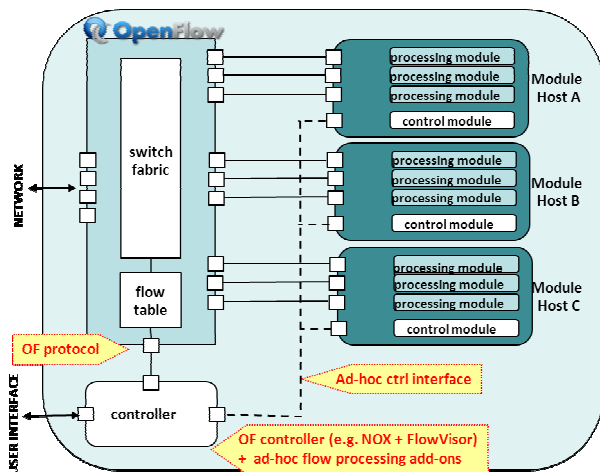 OpenFlow
switch
fabric
flow
table
NETWORK
OF protocol
USER INTERFACE
controller
processing module
processing module
processing module
control module
Module
Host A
processing module
processing module
processing module
control module
Module
Host B
processing module
processing module
processing module
control module
Module
Host C
Ad-hoc ctrl interface
OF controller (e.g. NOX + FlowVisor)
+ ad-hoc flow processing add-ons